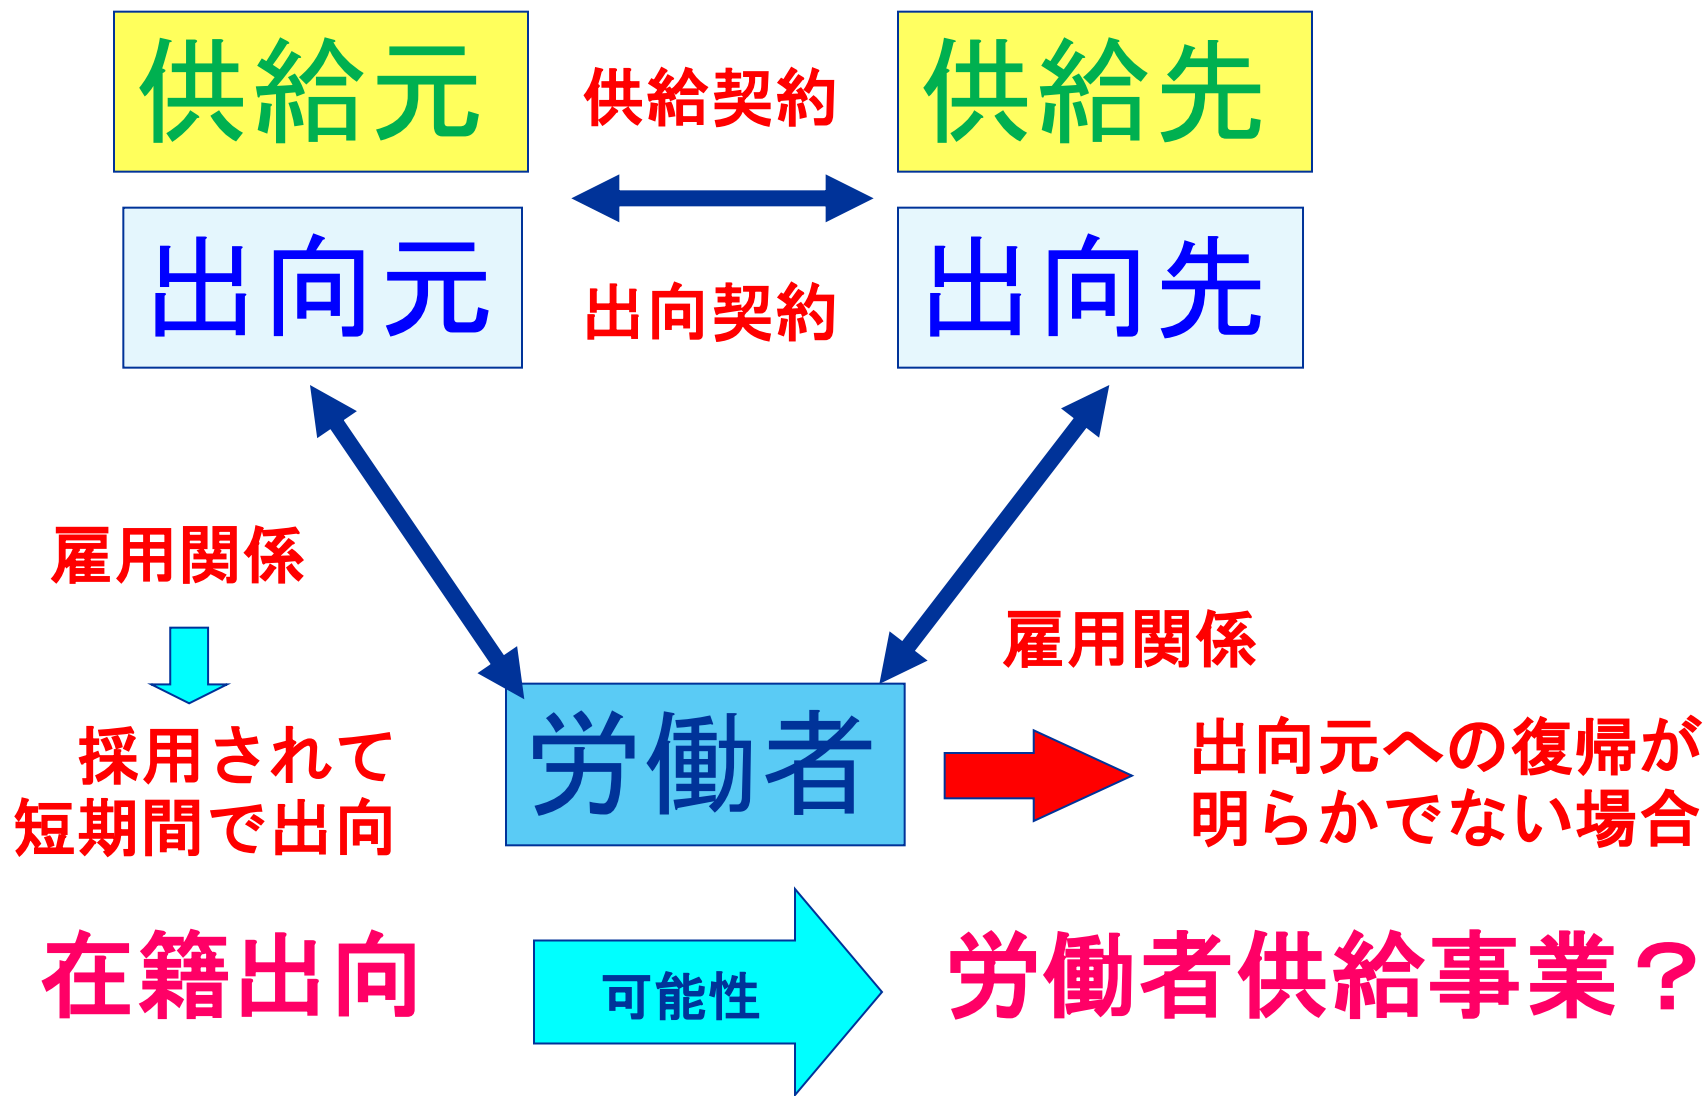 供給元
供給契約
供給先
出向元
出向契約
出向先
雇用関係
雇用関係
採用されて
短期間で出向
労働者
出向元への復帰が
明らかでない場合
在籍出向
可能性
労働者供給事業？